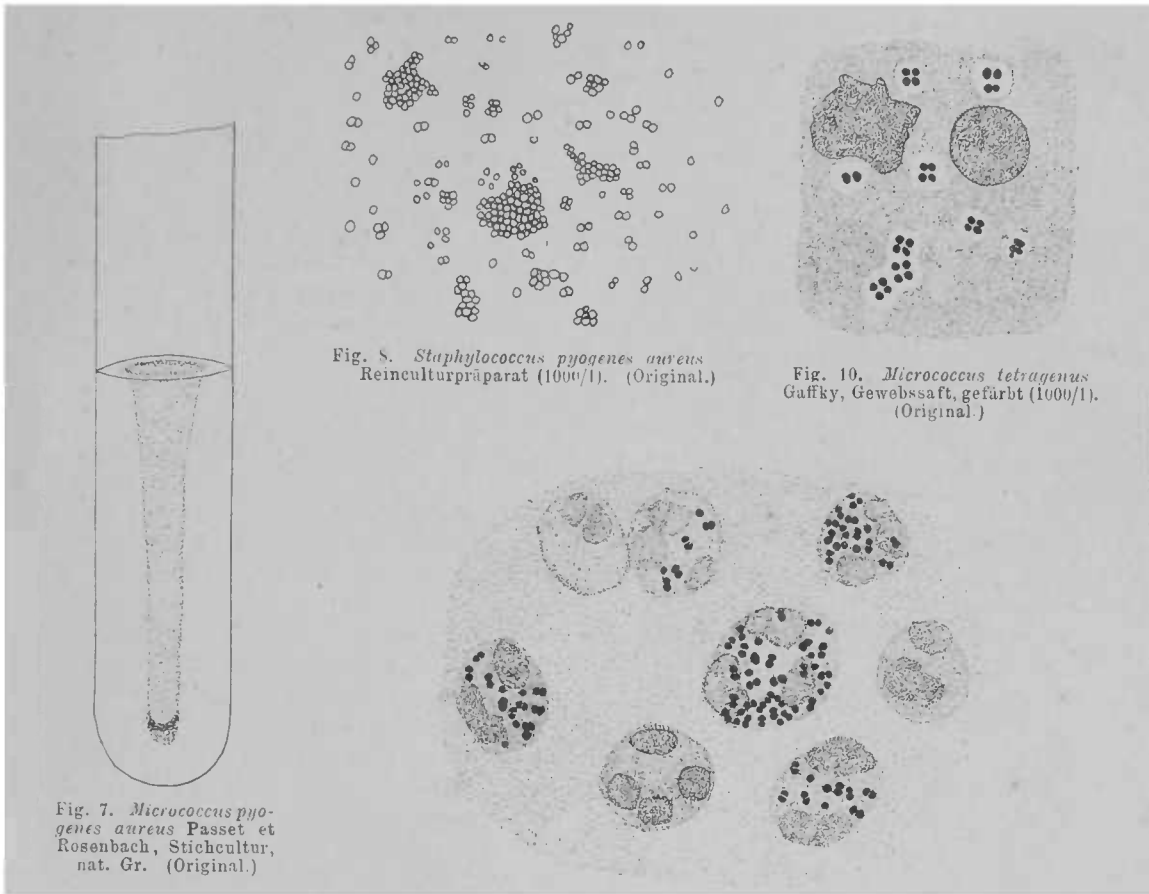 Fig. 8. Staphylococcus pyogenes aureus
Reinculturpräparat (1000/1). (Original.)
Fig. 10. Micrococcus tetragenus
Gaffky, Gewebssaft, gefärbt (1000/1).
(Original.)
Fig. 7. Micrococcus pyo-
genes aureus Passet et
Rosenbach, Stichcultur,
nat. Gr. (Original.)